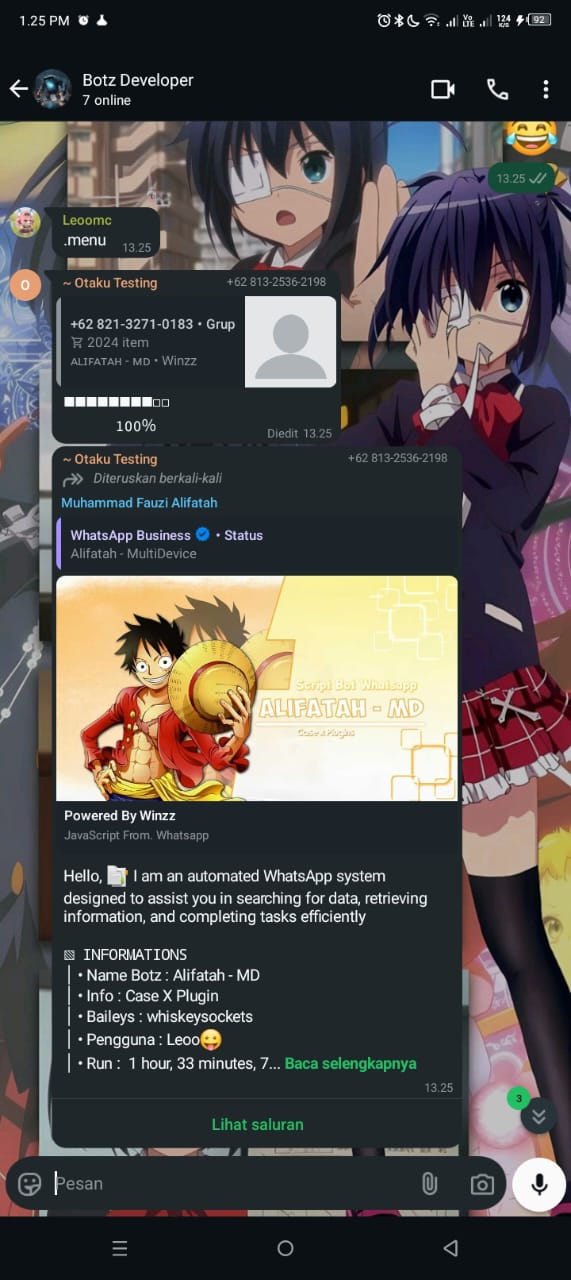 1.25 PM
Vo
LTE
124
K/S
92
Botz Developer
7 online
13.25
Leoomc
.menu
13.25
O
~ Otaku Testing
+62 813-2536-2198
+62 821-3271-0183 • Grup
2024 item
ALIFATAH - MD • Winzz
■■■■■■■■□□
100%
Diedit 13.25
~ Otaku Testing
+62 813-2536-2198
Diteruskan berkali-kali
Muhammad Fauzi Alifatah
WhatsApp Business • Status
Alifatah - MultiDevice
Script Bot Whatsapp
ALIFATAH - MD
Case x Plugins
Powered By Winzz
JavaScript From. Whatsapp
Hello, 📑 I am an automated WhatsApp system
designed to assist you in searching for data, retrieving
information, and completing tasks efficiently
▧ INFORMATIONS
│ • Name Botz : Alifatah - MD
│ • Info : Case X Plugin
│ • Baileys : whiskeysockets
│ • Pengguna : Leoo😛
│ • Run : 1 hour, 33 minutes, 7... Baca selengkapnya
13.25
Lihat saluran
3
Pesan